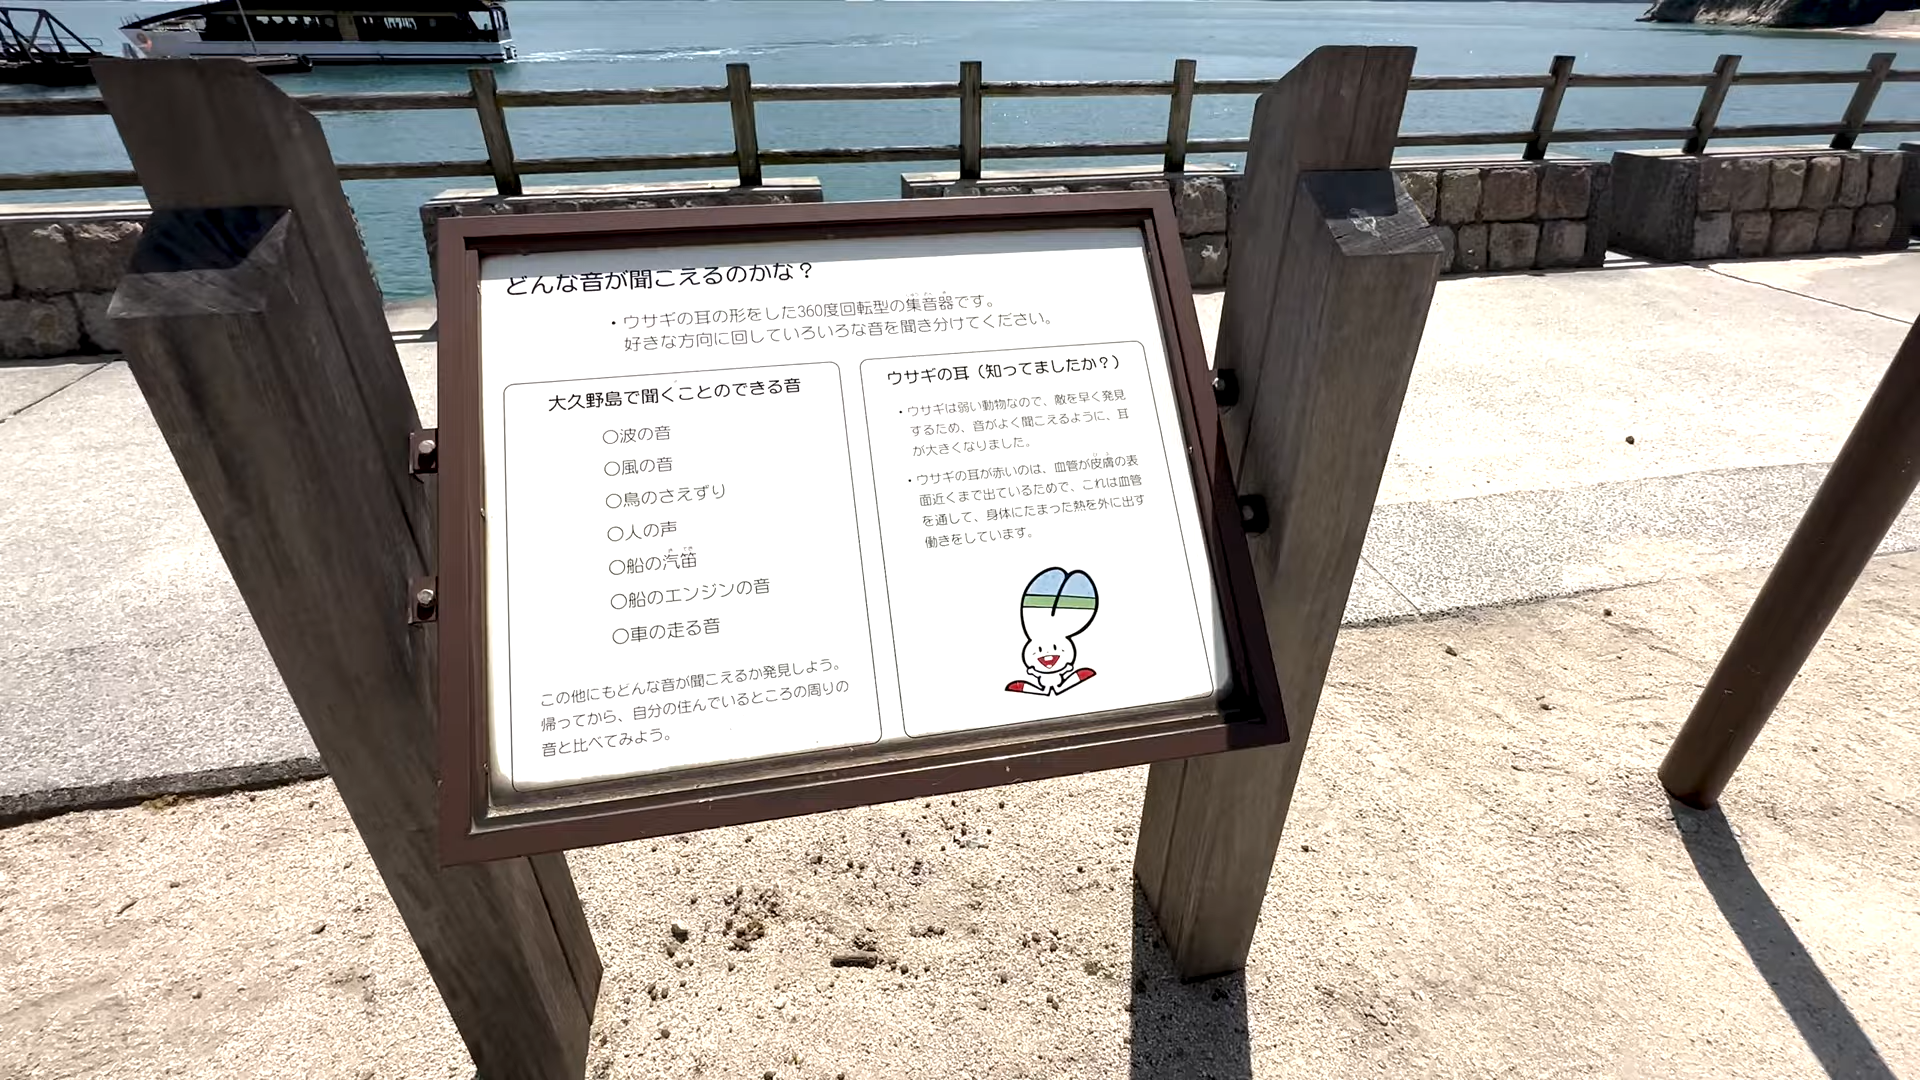 どんな音が聞こえるのかな？
・ウサギの耳の形をした360度回転型の集音器です。
好きな方向に回していろいろな音を聞き分けてください。
大久野島で聞くことのできる音
○波の音
○風の音
○鳥のさえずり
○人の声
○船の汽笛
○船のエンジンの音
○車の走る音
この他にもどんな音が聞こえるか発見しよう。
帰ってから、自分の住んでいるところの周りの
音と比べてみよう。
ウサギの耳（知ってましたか？）
・ウサギは弱い動物なので、敵を早く発見
するため、音がよく聞こえるように、耳
が大きくなりました。
・ウサギの耳が赤いのは、血管が皮膚の表
面近くまで出ているためで、これは血管
を通して、身体にたまった熱を外に出す
働きをしています。